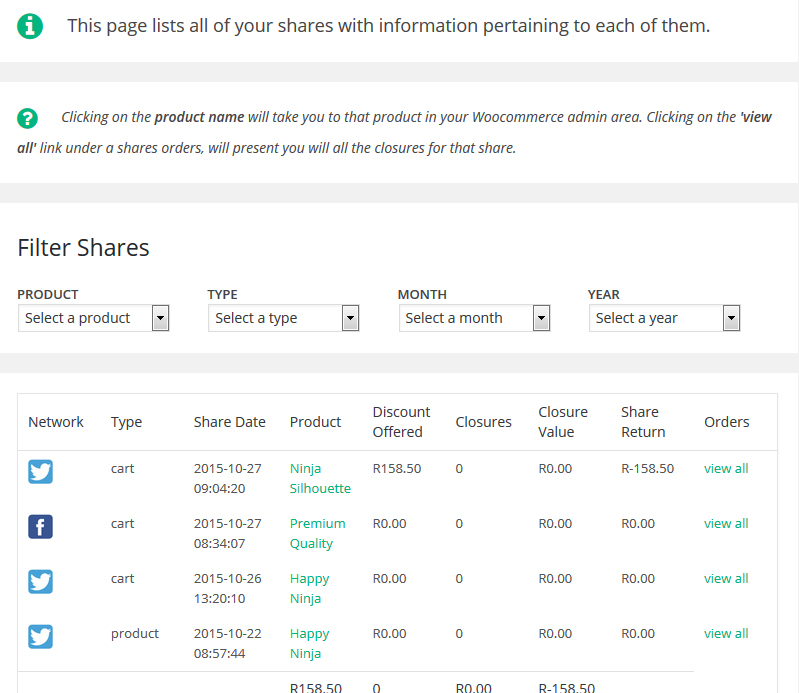 This page lists all of your shares with information pertaining to each of them.
Clicking on the product name will take you to that product in your Woocommerce admin area. Clicking on the 'view
all' link under a shares orders, will present you will all the closures for that share.
Filter Shares
PRODUCT TYPE MONTH YEAR
Select a product Select a type Select a month Select a year
Network Type Share Date Product Discount Offered Closures Closure Value Share Return Orders
cart 2015-10-27 09:04:20 Ninja Silhouette R158.50 0 R0.00 R-158.50 view all
cart 2015-10-27 08:34:07 Premium Quality R0.00 0 R0.00 R0.00 view all
cart 2015-10-26 13:20:10 Happy Ninja R0.00 0 R0.00 R0.00 view all
product 2015-10-22 08:57:44 Happy Ninja R0.00 0 R0.00 R0.00 view all
R158.50 0 R0.00 R-158.50